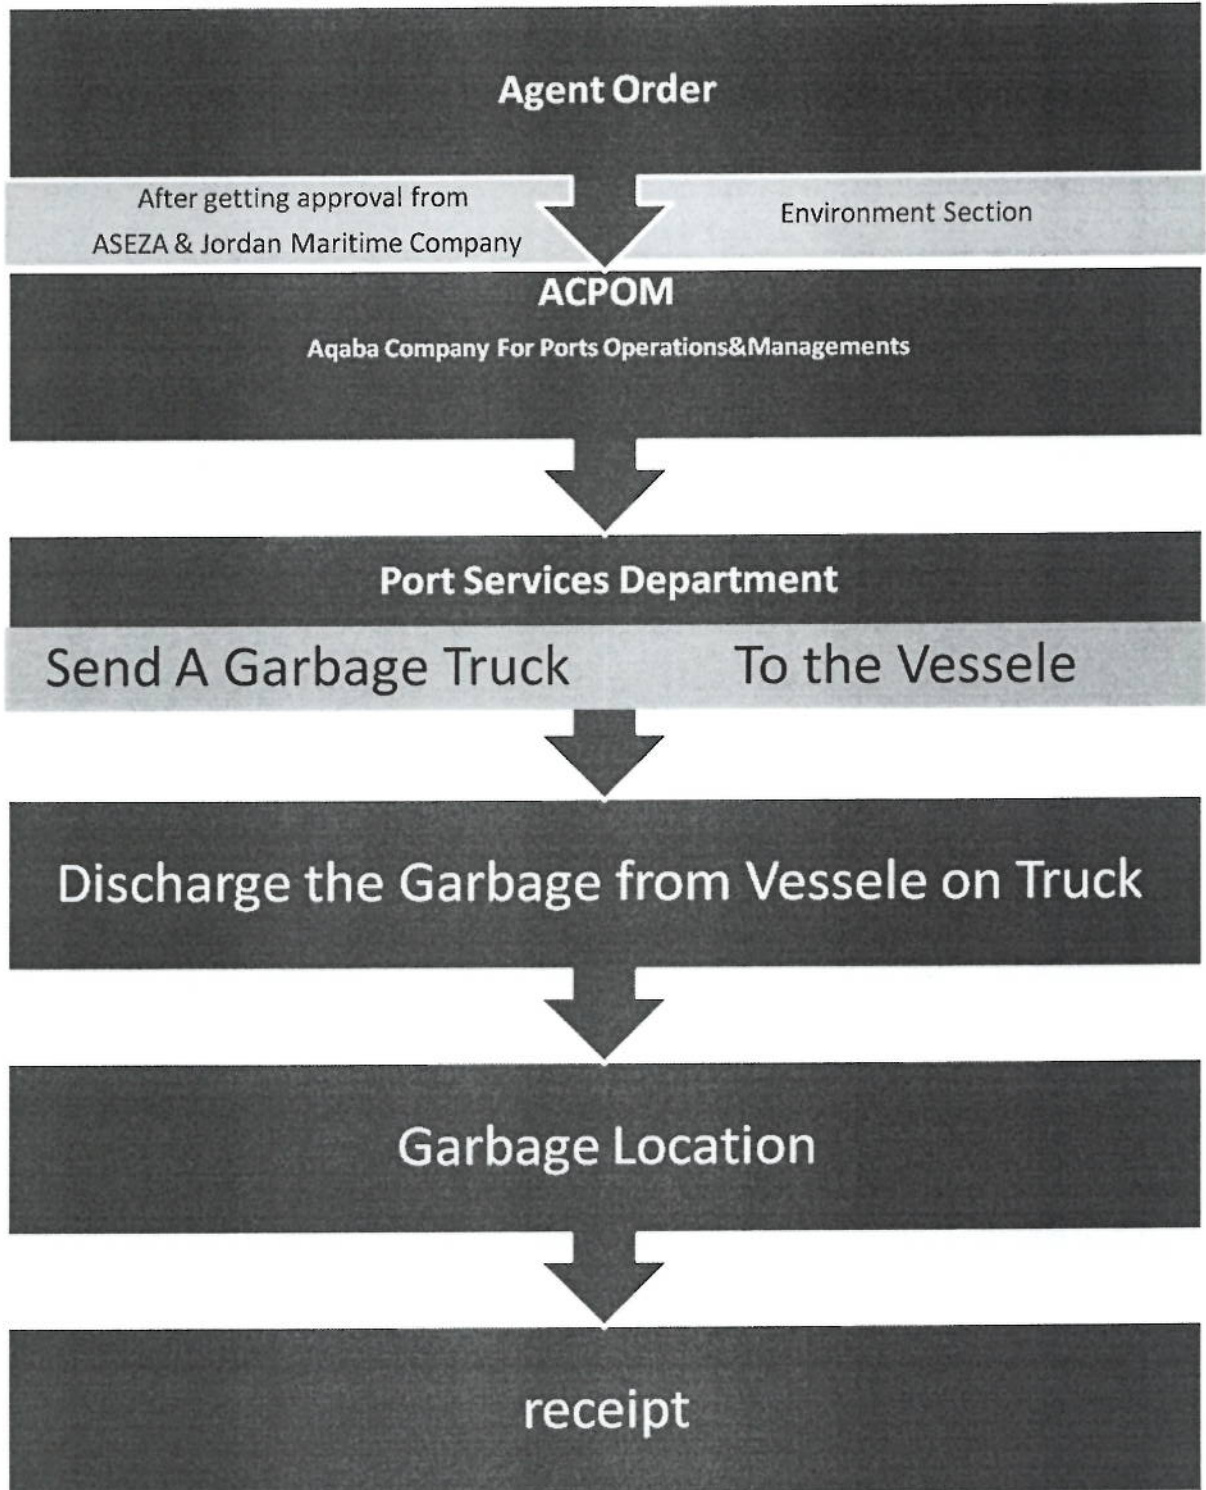 Agent Order
After getting approval from
ASEZA & Jordan Maritime Company
Environment Section
ACPOM
Aqaba Company For Ports Operations&Managements
Port Services Department
Send A Garbage Truck
To the Vessele
Discharge the Garbage from Vessele on Truck
Garbage Location
receipt